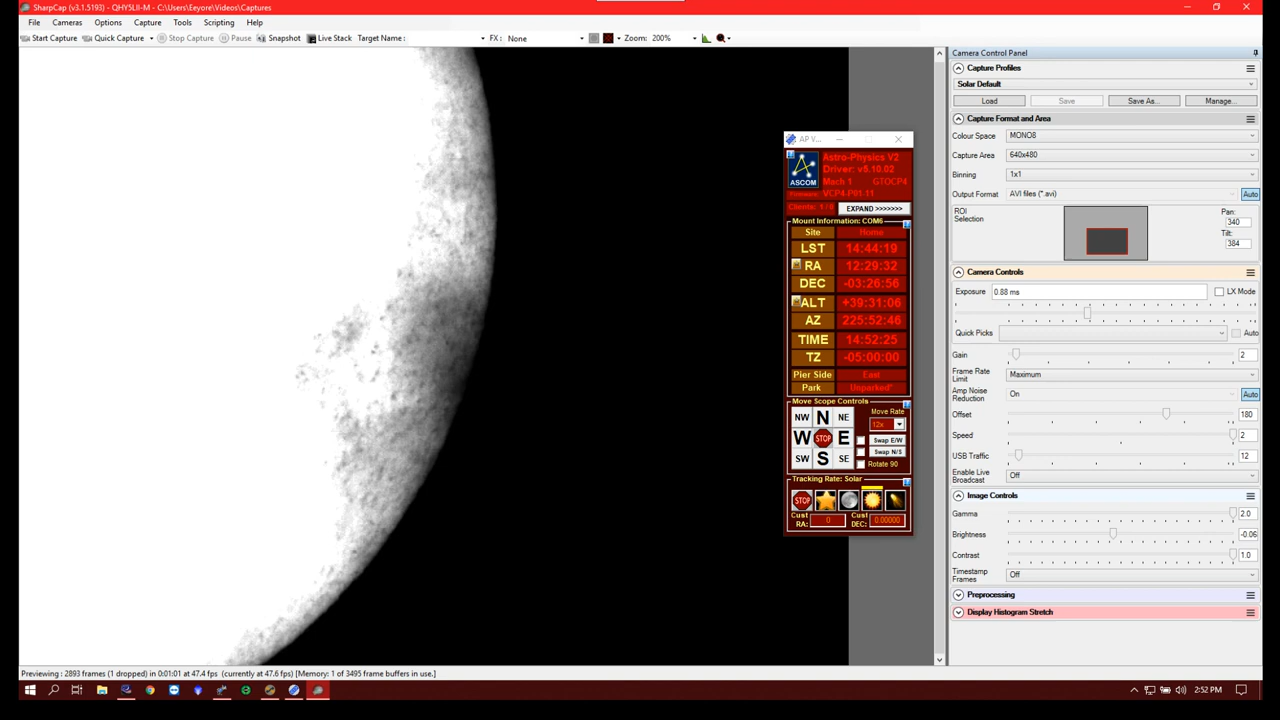 SharpCap (v3.1.5193) - QHY5LII-M - C:\Users\Eeyore\Videos\Captures
File Cameras Options Capture Tools Scripting Help
Start Capture Quick Capture Stop Capture Pause Snapshot Live Stack Target Name: FX: None Zoom: 200%
AP V...
ASCOM
Astro-Physics V2
Driver: v5.10.02
Mach 1 GTOCP4
VCP4-P01.11
EXPAND >>>>>>>
Mount Information: COM6
Site Home
LST 14:44:19
RA 12:29:32
DEC -03:26:56
ALT +39:31:06
AZ 225:52:46
TIME 14:52:25
TZ -05:00:00
Pier Side East
Park Unparked*
Move Scope Controls
NW N NE
W STOP E
SW S SE
Move Rate
12x
Swap E/W
Swap N/S
Rotate 90
Tracking Rate: Solar
STOP
Cust RA: 0
Cust DEC: 0.00000
Camera Control Panel
Capture Profiles
Solar Default
Load Save Save As... Manage...
Capture Format and Area
Colour Space MONO8
Capture Area 640x480
Binning 1x1
Output Format AVI files (*.avi) Auto
ROI
Selection
Pan:
340
Tilt:
384
Camera Controls
Exposure 0.88 ms LX Mode
Quick Picks Auto
Gain 2
Frame Rate
Limit Maximum
Amp Noise
Reduction On Auto
Offset 180
Speed 2
USB Traffic 12
Enable Live
Broadcast Off
Image Controls
Gamma 2.0
Brightness -0.06
Contrast 1.0
Timestamp
Frames Off
Preprocessing
Display Histogram Stretch
Previewing : 2893 frames (1 dropped) in 0:01:01 at 47.4 fps (currently at 47.6 fps) [Memory: 1 of 3495 frame buffers in use.]
2:52 PM